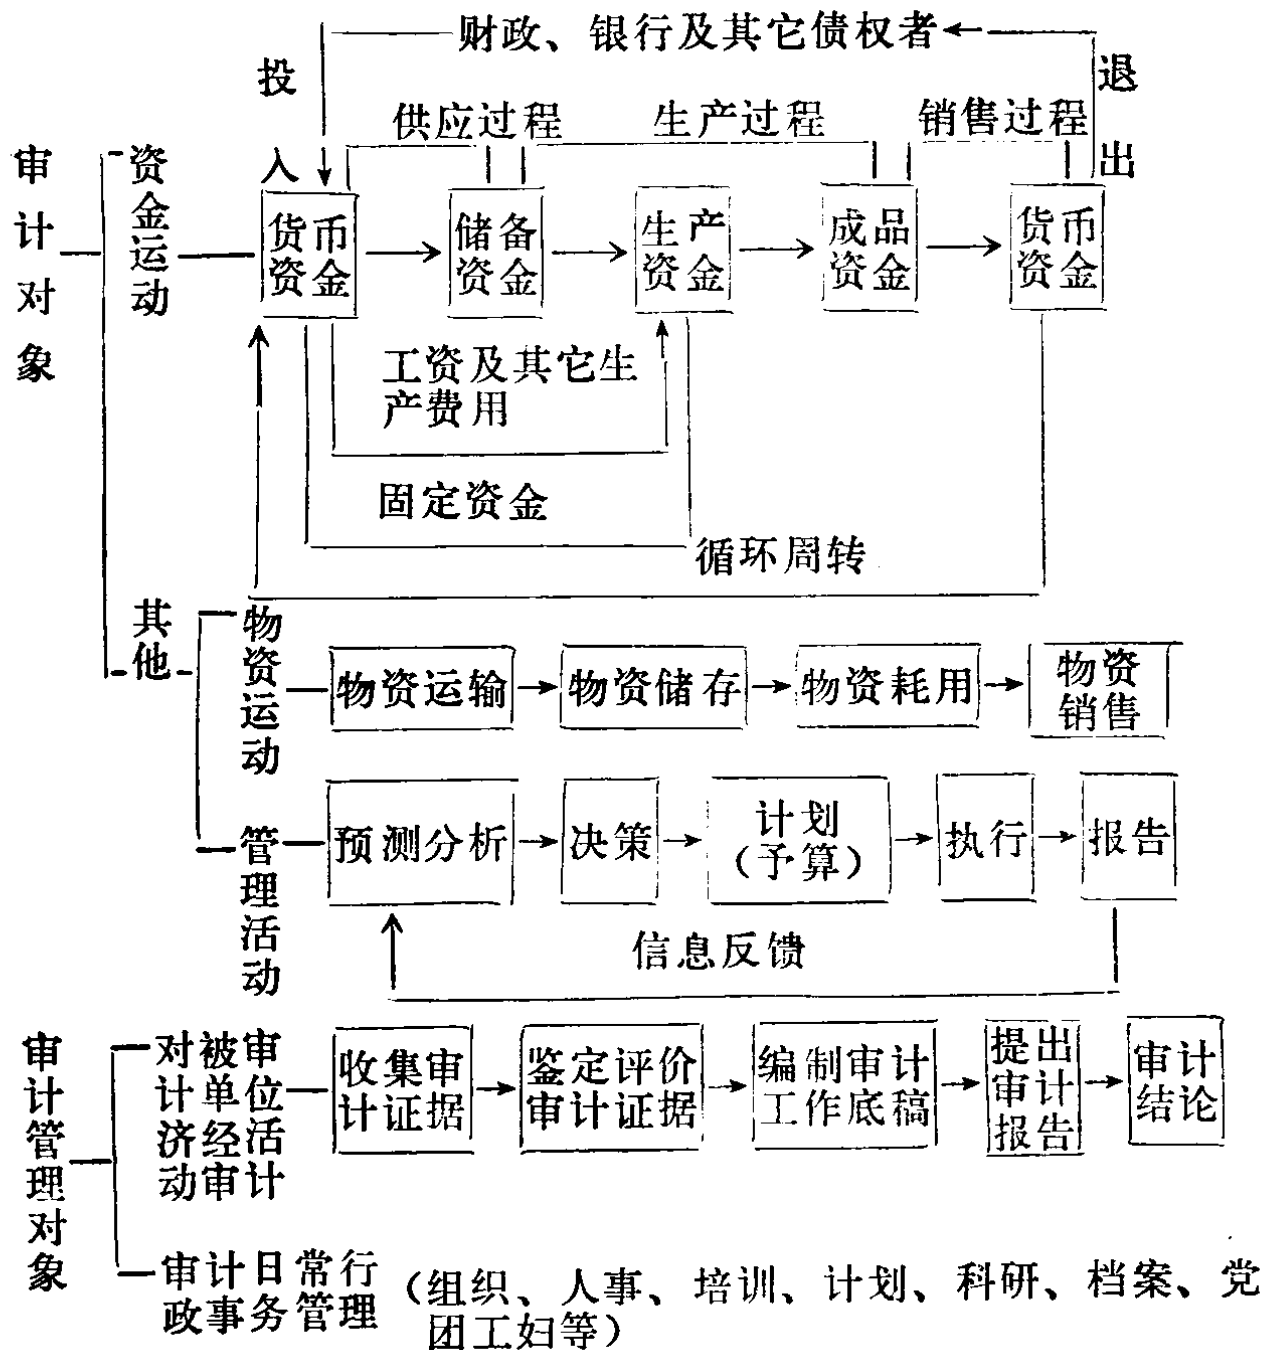 财政、银行及其它债权者
投入
退出
供应过程
生产过程
销售过程
审计对象
资金运动
货币
资金
储备
资金
生产
资金
成品
资金
货币
资金
工资及其它生
产费用
固定资金
循环周转
其他
物资运动
物资运输
物资储存
物资耗用
物资
销售
管理活动
预测分析
决策
计划
（予算）
执行
报告
信息反馈
审计管理对象
对被审
计单位
济经活
动审计
收集审
计证据
鉴定评价
审计证据
编制审计
工作底稿
提出
审计
报告
审计
结论
审计日常行
政事务管理
（组织、人事、培训、计划、科研、档案、党
团工妇等）